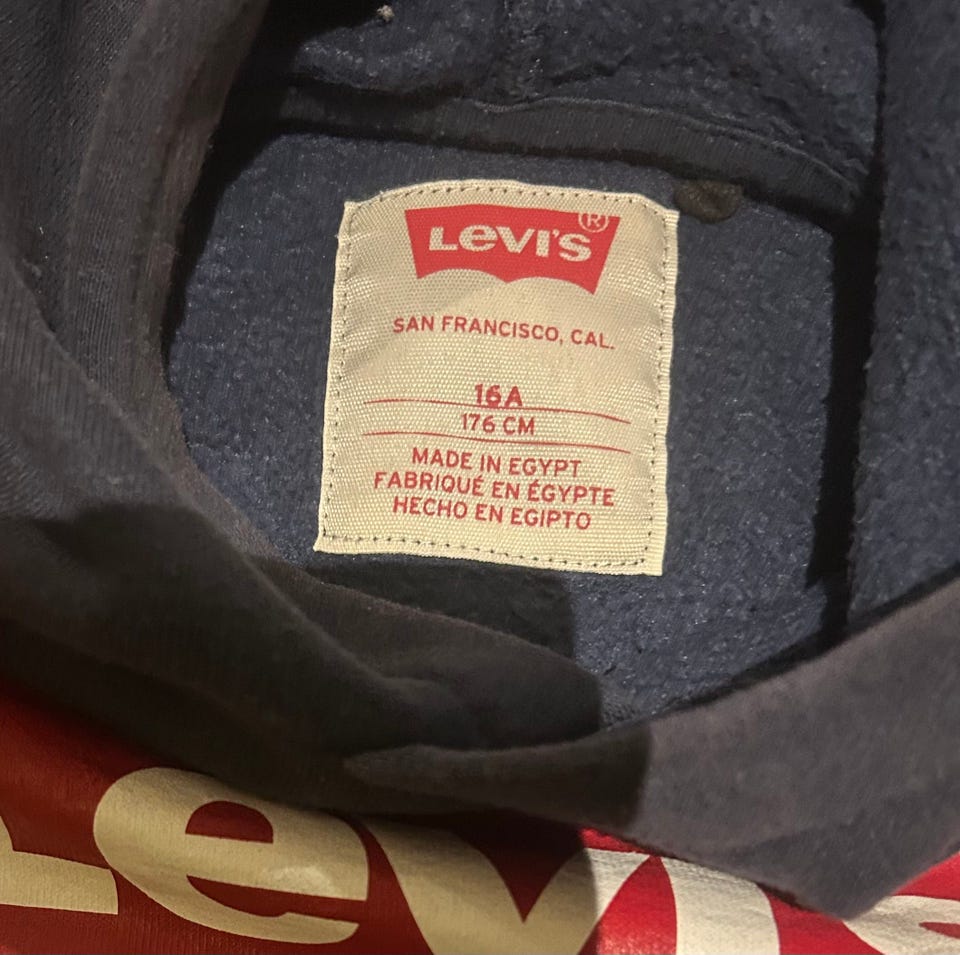 Levi's®
SAN FRANCISCO, CAL.
16A
176 CM
MADE IN EGYPT
FABRIQUÉ EN ÉGYPTE
HECHO EN EGIPTO
Levi's